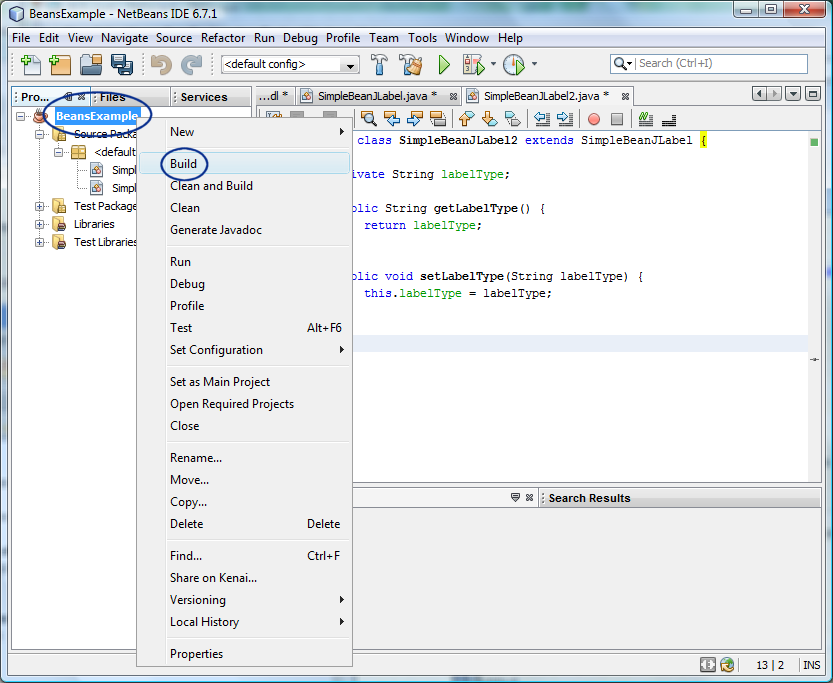 BeansExample - NetBeans IDE 6.7.1
File Edit View Navigate Source Refactor Run Debug Profile Team Tools Window Help
<default config>
Search (Ctrl+I)
Pro... Files Services
...dl * SimpleBeanJLabel.java * SimpleBeanJLabel2.java *
BeansExample
Source Packa
<default
Simpl
Simpl
Test Package
Libraries
Test Libraries
New
Build
Clean and Build
Clean
Generate Javadoc
Run
Debug
Profile
Test Alt+F6
Set Configuration
Set as Main Project
Open Required Projects
Close
Rename...
Move...
Copy...
Delete Delete
Find... Ctrl+F
Share on Kenai...
Versioning
Local History
Properties
class SimpleBeanJLabel2 extends SimpleBeanJLabel {
ivate String labelType;
blic String getLabelType() {
return labelType;
blic void setLabelType(String labelType) {
this.labelType = labelType;
Search Results
13 | 2 INS